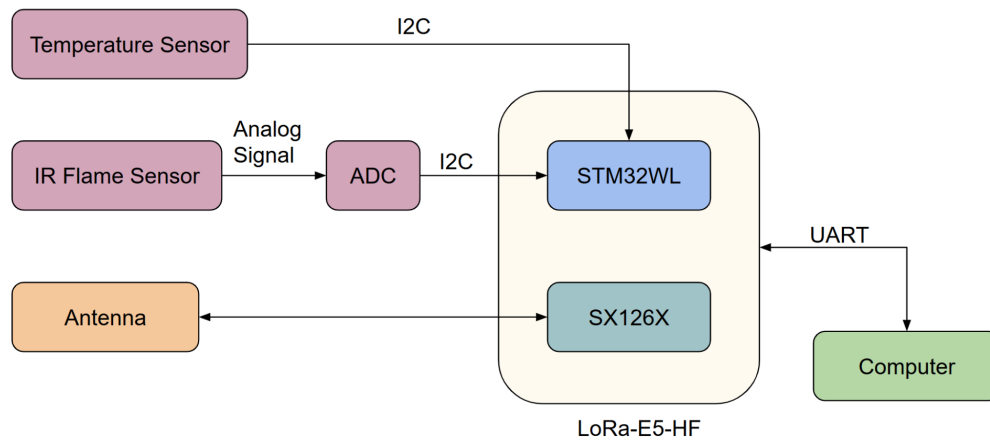 I2C
Temperature Sensor
Analog
Signal
IR Flame Sensor
ADC
I2C
STM32WL
UART
Antenna
SX126X
Computer
LoRa-E5-HF